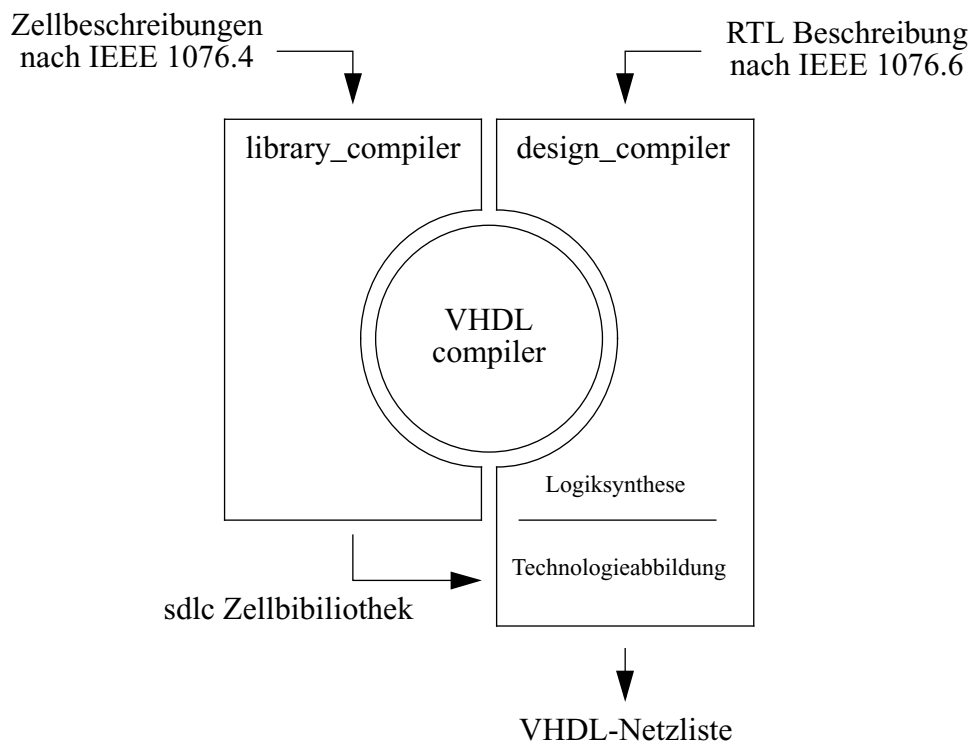 Zellbeschreibungen
nach IEEE 1076.4
RTL Beschreibung
nach IEEE 1076.6
library_compiler
design_compiler
VHDL
compiler
Logiksynthese
Technologieabbildung
sdlc Zellbibiliothek
VHDL-Netzliste